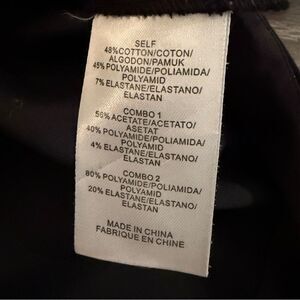 SELF
48%COTTON/COTON/
ALGODON/PAMUK
45%POLYAMIDE/POLIAMIDA/
POLYAMID
7% ELASTANE/ELASTANO/
ELASTAN
COMBO 1
56% ACETATE/ACETATO/
ASETAT
40% POLYAMIDE/POLIAMIDA/
POLYAMID
4% ELASTANE/ELASTANO/
ELASTAN
COMBO 2
80% POLYAMIDE/POLIAMIDA/
POLYAMID
20% ELASTANE/ELASTANO/
ELASTAN
MADE IN CHINA
FABRIQUE EN CHINE